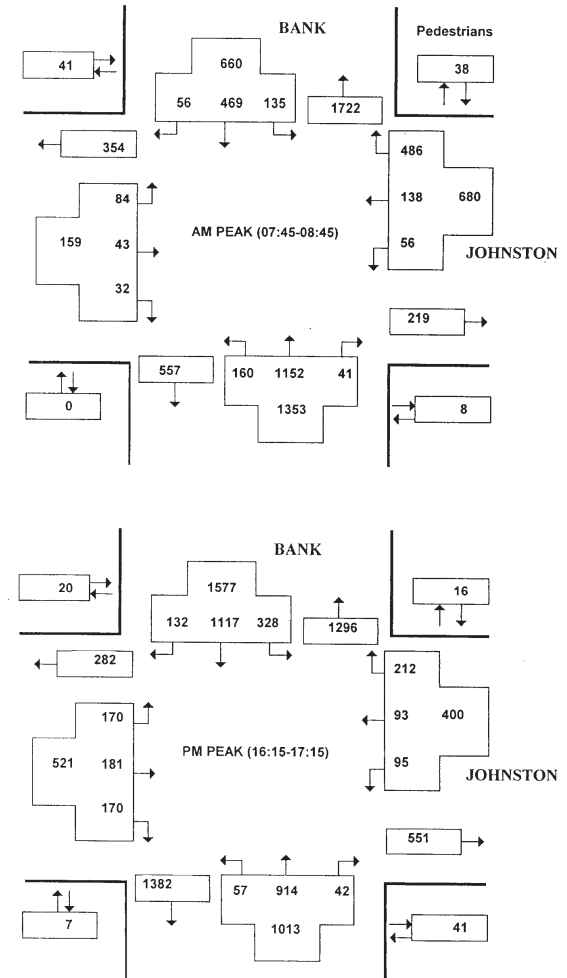 BANK
Pedestrians
41
660
38
56 469 135
1722
354
486
84
138 680
AM PEAK (07:45-08:45)
159 43
56
JOHNSTON
32
219
557
160 1152 41
0
1353
8
BANK
20
1577
16
132 1117 328
1296
282
212
170
93 400
PM PEAK (16:15-17:15)
521 181
95
JOHNSTON
170
551
1382
57 914 42
7
1013
41